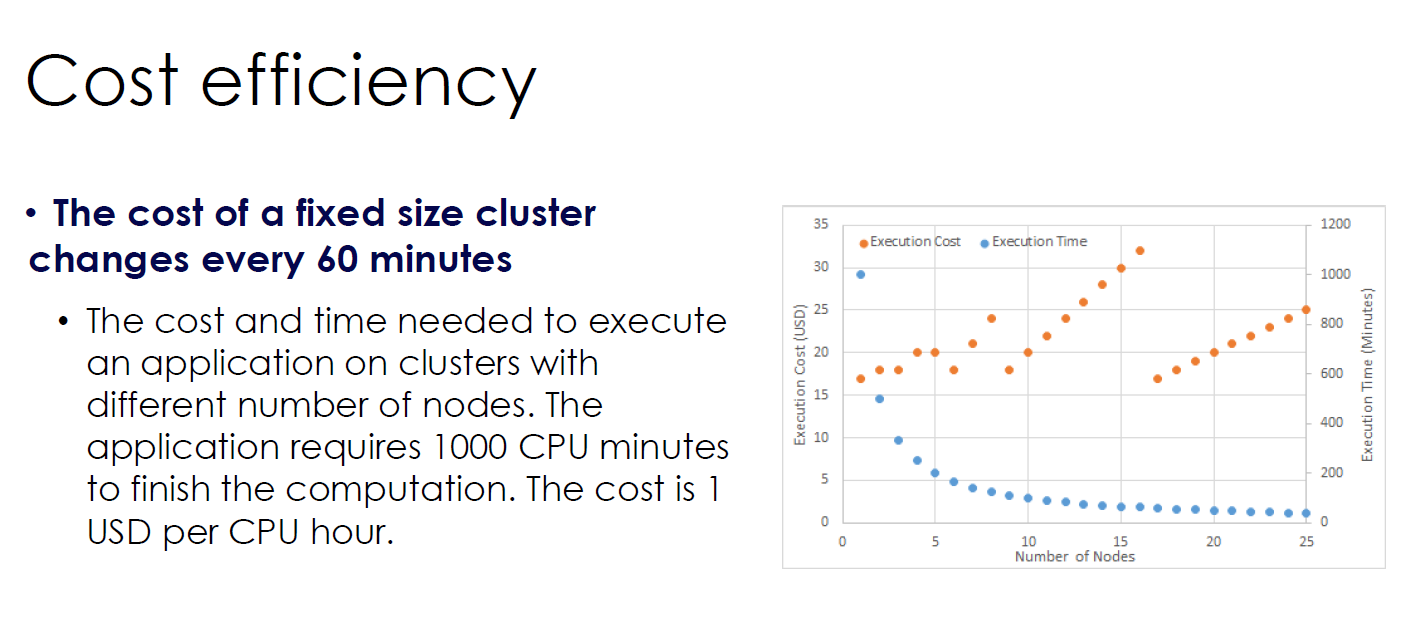 Cost efficiency
• The cost of a fixed size cluster
changes every 60 minutes
• The cost and time needed to execute
an application on clusters with
different number of nodes. The
application requires 1000 CPU minutes
to finish the computation. The cost is 1
USD per CPU hour.
Execution Cost Execution Time
Execution Cost (USD)
35
30
25
20
15
10
5
0
1200
1000
800
600
400
200
0
Execution Time (Minutes)
0 5 10 15 20 25
Number of Nodes